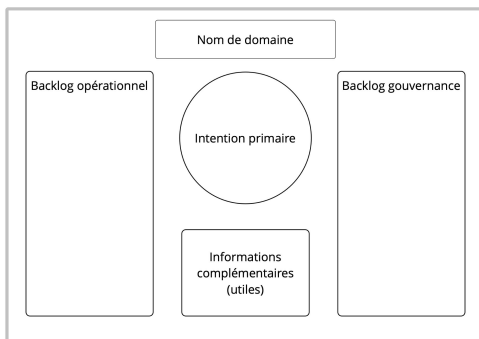 Nom de domaine
Backlog opérationnel
Backlog gouvernance
Intention primaire
Informations
complémentaires
(utiles)